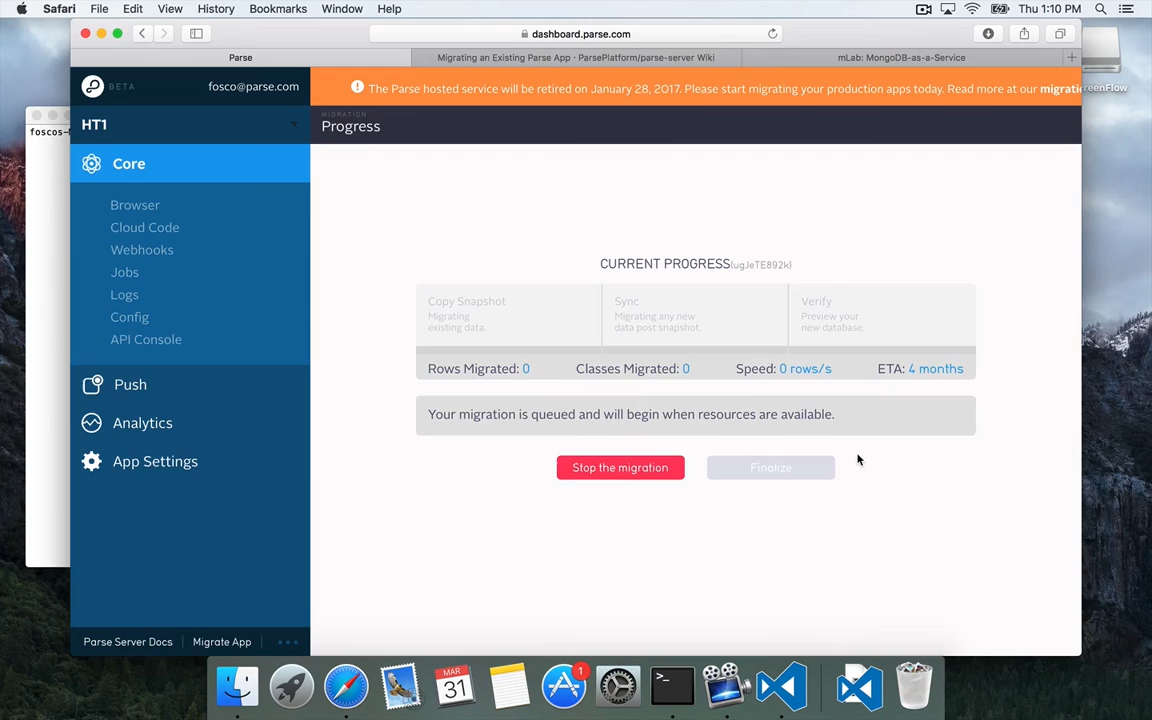 Safari File Edit View History Bookmarks Window Help Thu 1:10 PM
dashboard.parse.com
Parse Migrating an Existing Parse App · ParsePlatform/parse-server Wiki mLab: MongoDB-as-a-Service
BETA fosco@parse.com
The Parse hosted service will be retired on January 28, 2017. Please start migrating your production apps today. Read more at our migrati
HT1
MIGRATION
Progress
Core
Browser
Cloud Code
Webhooks
Jobs
Logs
Config
API Console
Push
Analytics
App Settings
Parse Server Docs Migrate App
CURRENT PROGRESS(ugJeTE892k)
Copy Snapshot
Migrating
existing data.
Sync
Migrating any new
data post snapshot.
Verify
Preview your
new database.
Rows Migrated: 0 Classes Migrated: 0 Speed: 0 rows/s ETA: 4 months
Your migration is queued and will begin when resources are available.
Stop the migration Finalize
foscos-
reenFlow
MAR
31
1